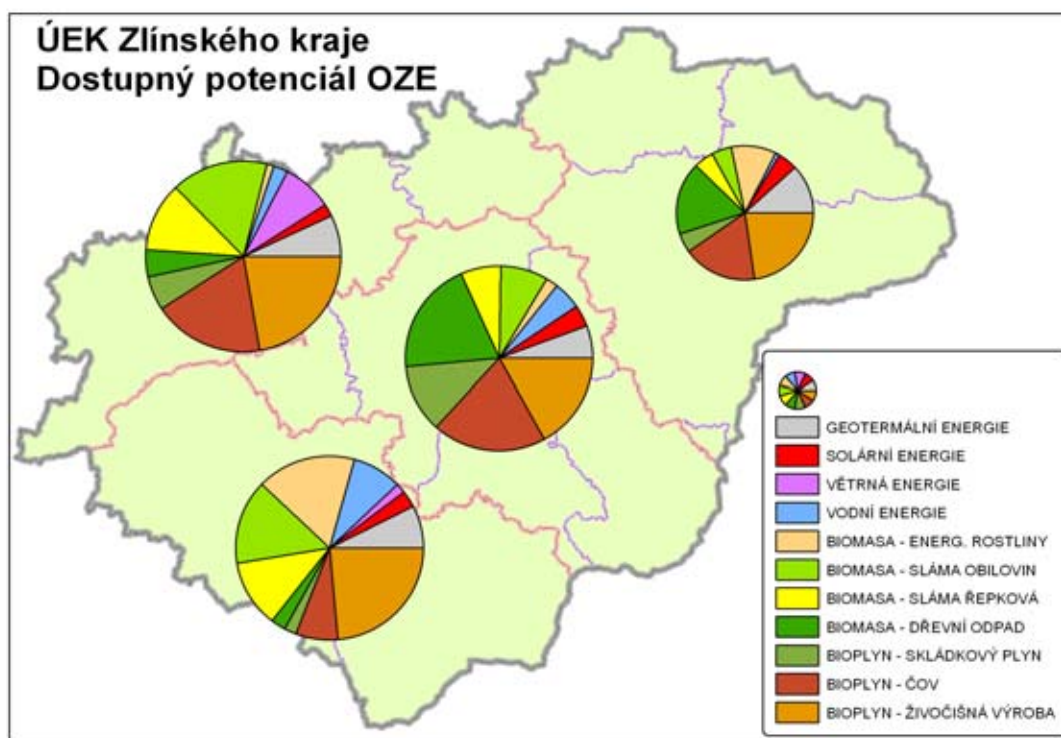 ÚEK Zlínského kraje
Dostupný potenciál OZE
GEOTERMÁLNÍ ENERGIE
SOLÁRNÍ ENERGIE
VĚTRNÁ ENERGIE
VODNÍ ENERGIE
BIOMASA - ENERG. ROSTLINY
BIOMASA - SLÁMA OBILOVIN
BIOMASA - SLÁMA ŘEPKOVÁ
BIOMASA - DŘEVNÍ ODPAD
BIOPLYN - SKLÁDKOVÝ PLYN
BIOPLYN - ČOV
BIOPLYN - ŽIVOČIŠNÁ VÝROBA